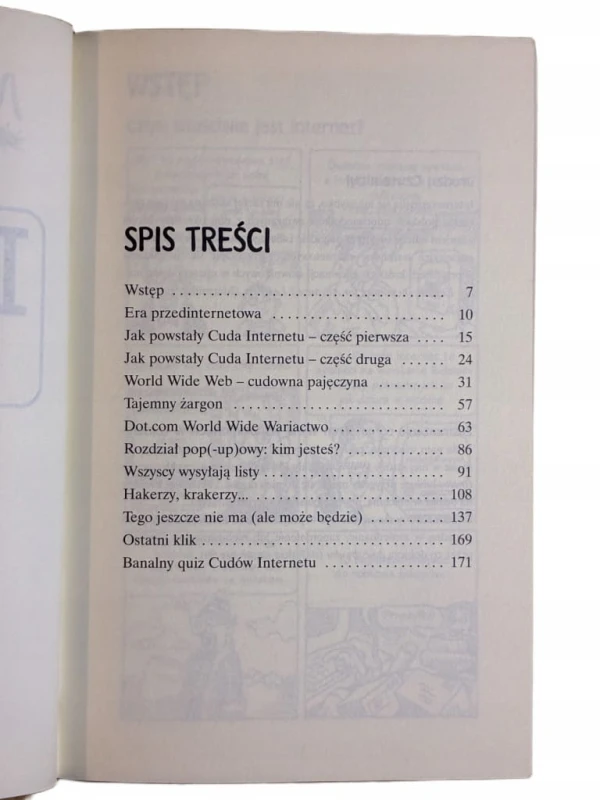 SPIS TREŚCI
Wstęp . . . . . . . . . . . . . . . . . . . . . . . . . . . . . . . . . . . . . 7
Era przedinternetowa . . . . . . . . . . . . . . . . . . . . . . . . 10
Jak powstały Cuda Internetu – część pierwsza . . . . 15
Jak powstały Cuda Internetu – część druga . . . . . . 24
World Wide Web – cudowna pajęczyna . . . . . . . . . 31
Tajemny żargon . . . . . . . . . . . . . . . . . . . . . . . . . . . . . 57
Dot.com World Wide Wariactwo . . . . . . . . . . . . . . . 63
Rozdział pop(-up)owy: kim jesteś? . . . . . . . . . . . . . 86
Wszyscy wysyłają listy . . . . . . . . . . . . . . . . . . . . . . . . 91
Hakerzy, krakerzy... . . . . . . . . . . . . . . . . . . . . . . . . . 108
Tego jeszcze nie ma (ale może będzie) . . . . . . . . . . 137
Ostatni klik . . . . . . . . . . . . . . . . . . . . . . . . . . . . . . . . 169
Banalny quiz Cudów Internetu . . . . . . . . . . . . . . . . 171